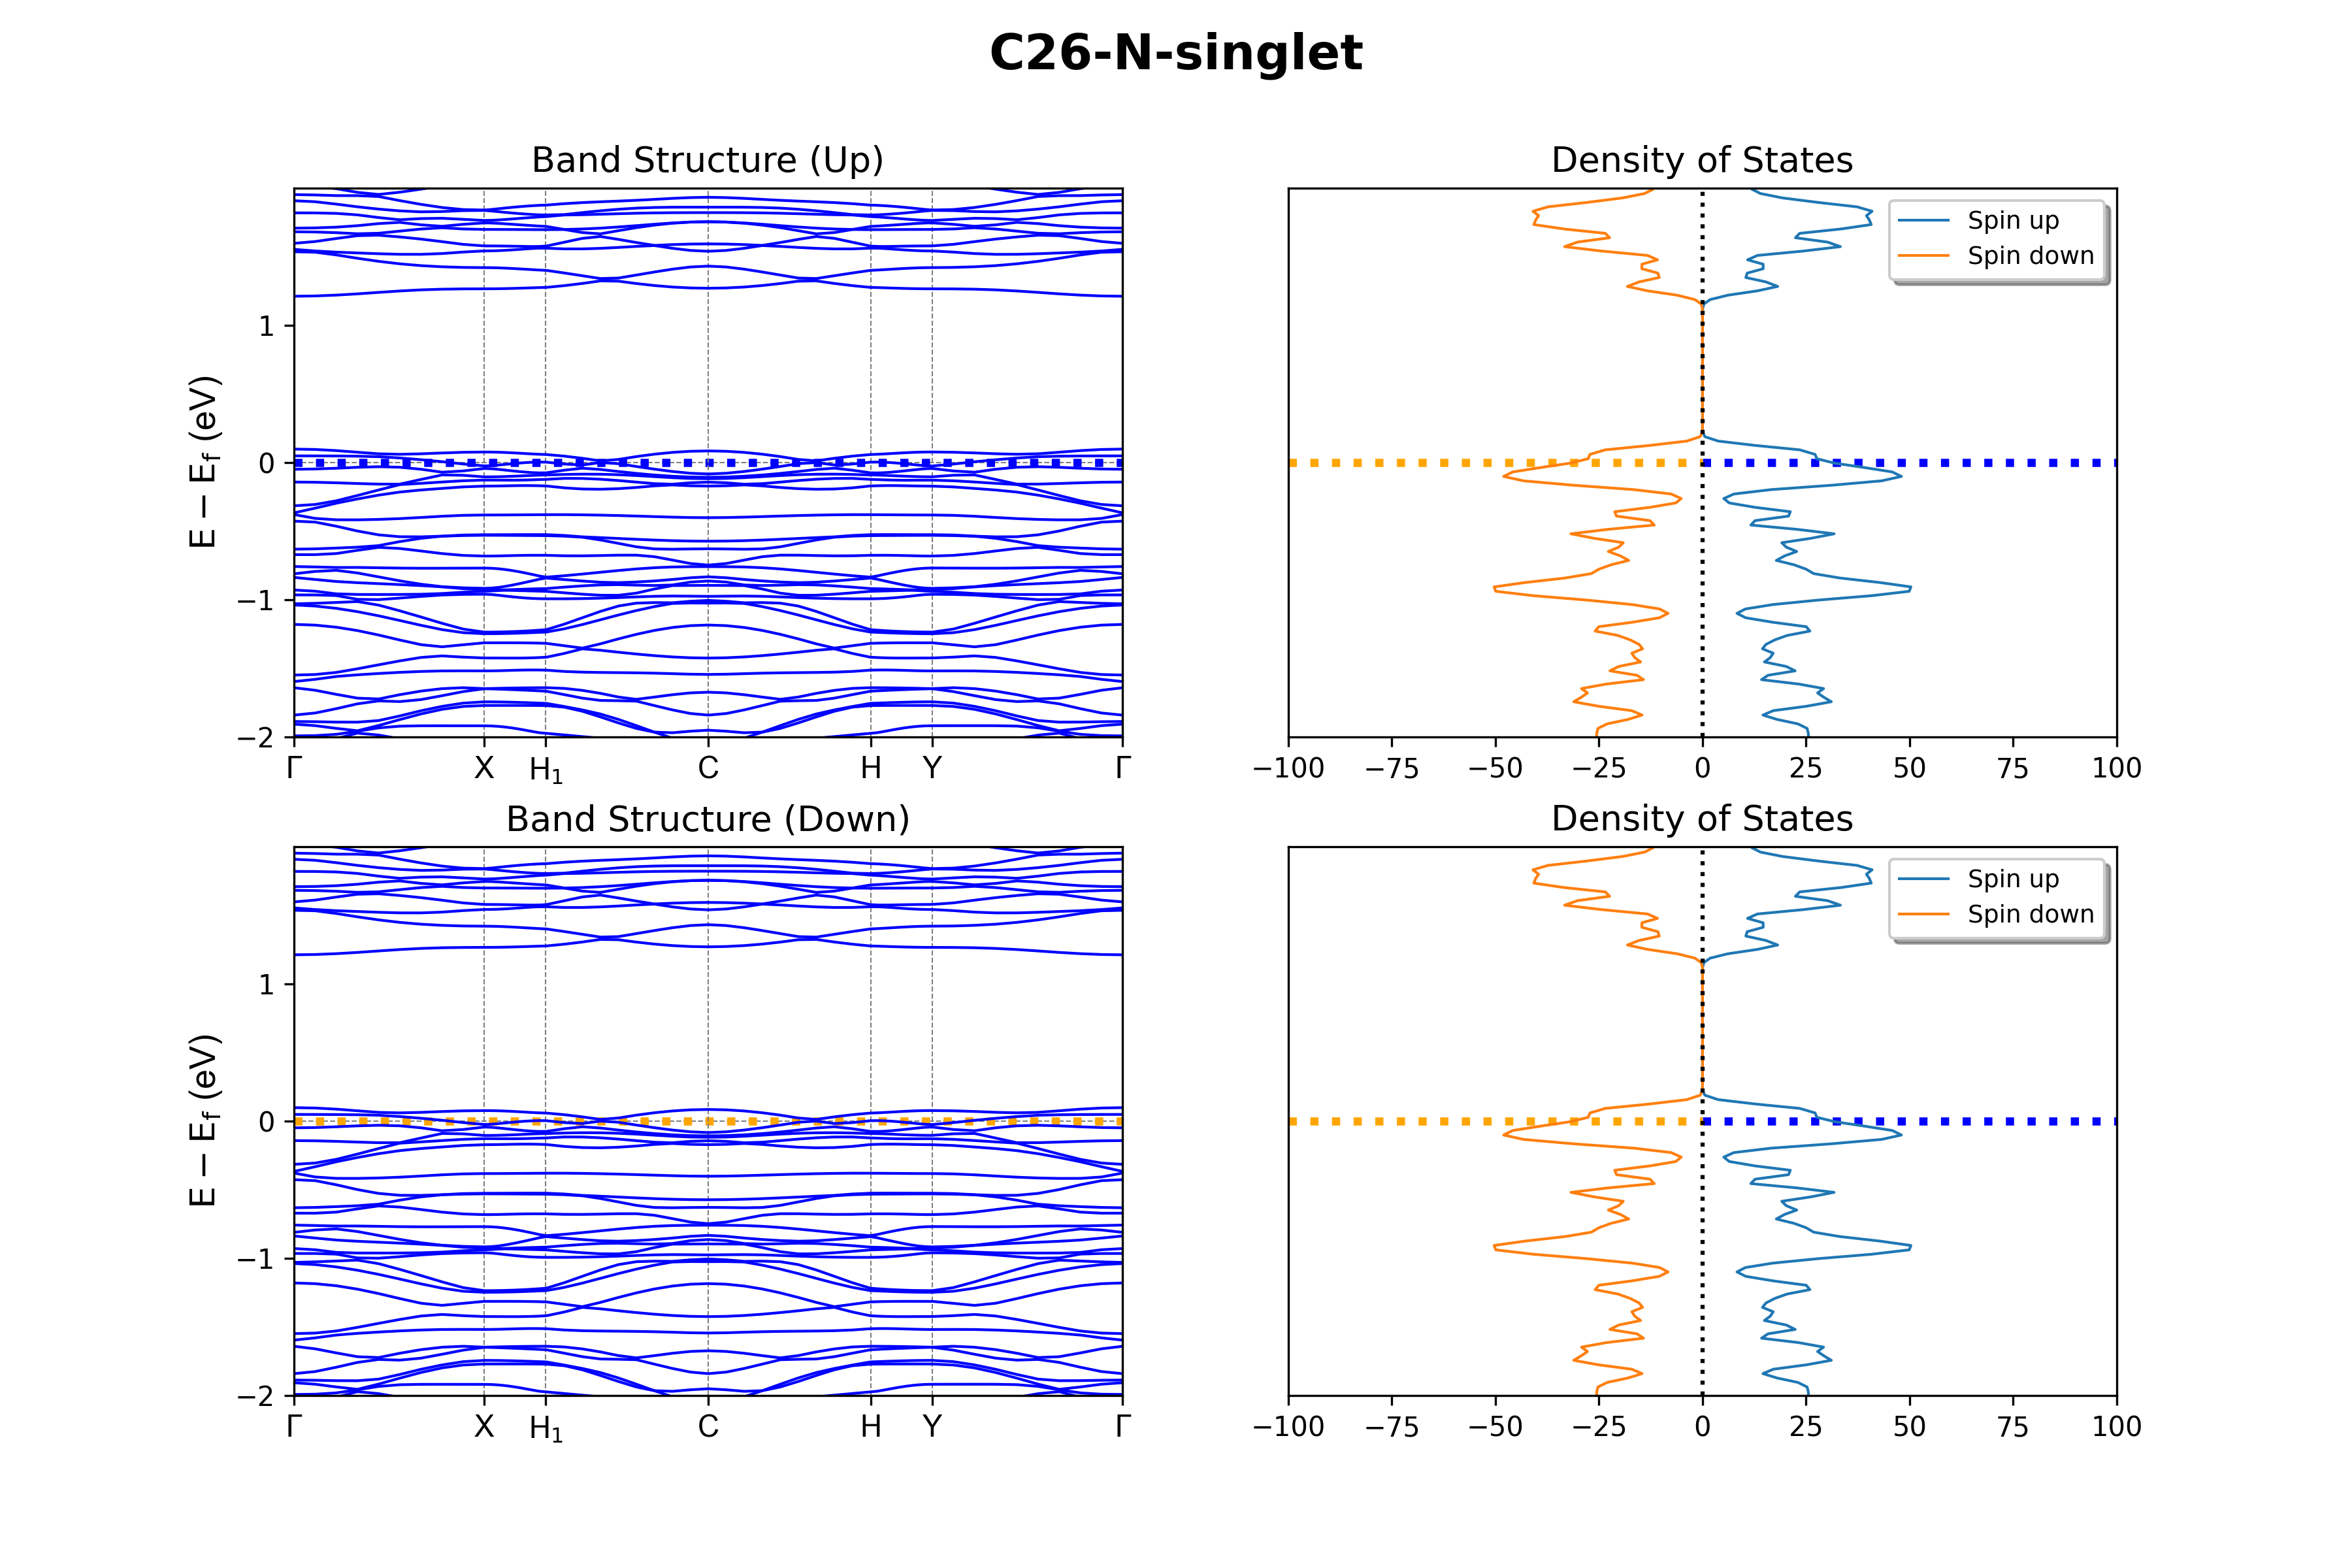 C26-N-singlet
Band Structure (Up)
Density of States
E − E_f (eV)
1
0
−1
−2
Γ X H₁ C H Y Γ
Spin up
Spin down
−100 −75 −50 −25 0 25 50 75 100
Band Structure (Down)
Density of States
E − E_f (eV)
1
0
−1
−2
Γ X H₁ C H Y Γ
Spin up
Spin down
−100 −75 −50 −25 0 25 50 75 100